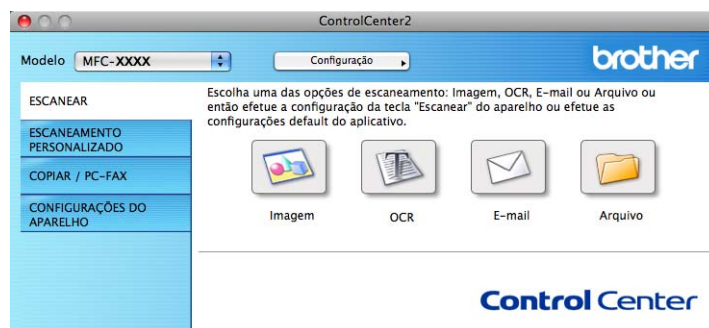 ControlCenter2
Modelo MFC-XXXX Configuração brother
ESCANEAR
ESCANEAMENTO
PERSONALIZADO
COPIAR / PC-FAX
CONFIGURAÇÕES DO
APARELHO
Escolha uma das opções de escaneamento: Imagem, OCR, E-mail ou Arquivo ou
então efetue a configuração da tecla "Escanear" do aparelho ou efetue as
configurações default do aplicativo.
Imagem OCR E-mail Arquivo
Control Center